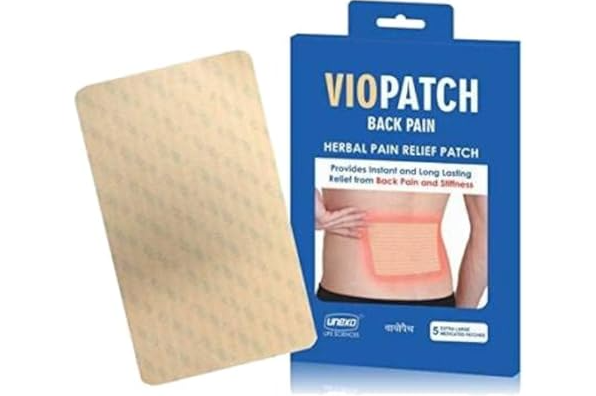 VIOPATCH
BACK PAIN
HERBAL PAIN RELIEF PATCH
Provides Instant and Long Lasting
Relief from Back Pain and Stiffness
unexo
LIFE SCIENCES
वायोपैच
5 EXTRA LARGE
MEDICATED PATCHES